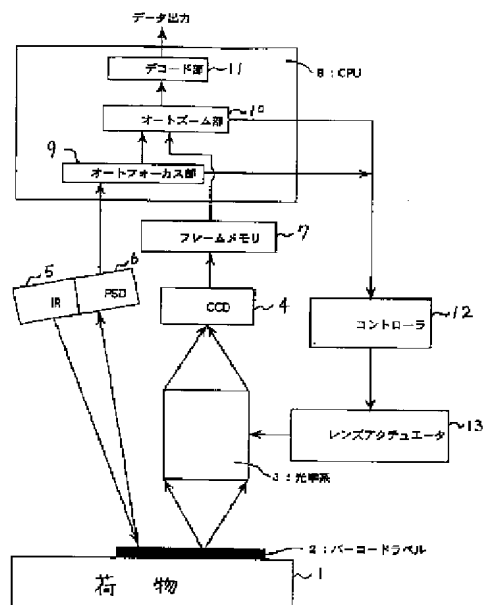 データ出力
デコード部
11
8:CPU
オートズーム部
10
9
オートフォーカス部
フレームメモリ
7
5
6
IR
PSD
CCD
4
コントローラ
12
レンズアクチュエータ
13
3:光学系
2:バーコードラベル
荷物
1